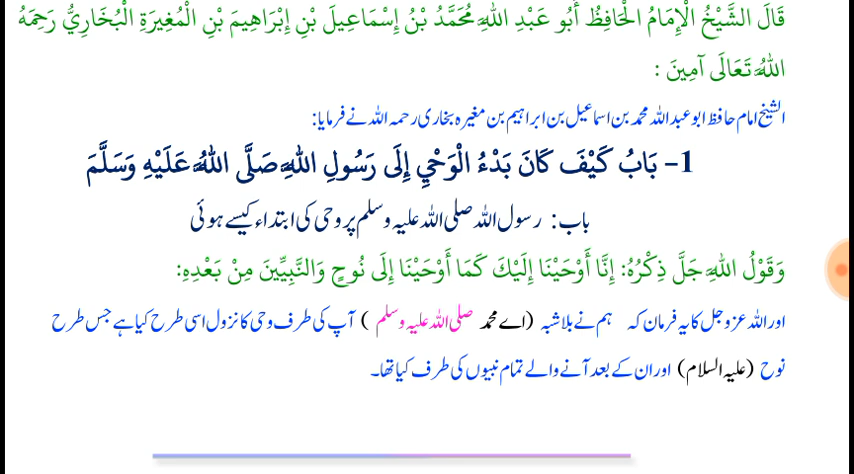 قَالَ الشَّيْخُ الْإِمَامُ الْحَافِظُ أَبُو عَبْدِ اللَّهِ مُحَمَّدُ بْنُ إِسْمَاعِيلَ بْنِ إِبْرَاهِيمَ بْنِ الْمُغِيرَةِ الْبُخَارِيُّ رَحِمَهُ
اللَّهُ تَعَالَى آمِينَ :
الشیخ امام حافظ ابو عبداللہ محمد بن اسماعیل بن ابراہیم بن مغیرہ بخاری رحمہ اللہ نے فرمایا:
1- بَابُ كَيْفَ كَانَ بَدْءُ الْوَحْيِ إِلَى رَسُولِ اللَّهِ صَلَّى اللَّهُ عَلَيْهِ وَسَلَّمَ
باب: رسول اللہ صلی اللہ علیہ وسلم پر وحی کی ابتداء کیسے ہوئی
وَقَوْلُ اللَّهِ جَلَّ ذِكْرُهُ: إِنَّا أَوْحَيْنَا إِلَيْكَ كَمَا أَوْحَيْنَا إِلَى نُوحٍ وَالنَّبِيِّينَ مِنْ بَعْدِهِ:
اور اللہ عزوجل کا یہ فرمان کہ ہم نے بلاشبہ (اے محمد صلی اللہ علیہ وسلم ) آپ کی طرف وحی کا نزول اسی طرح کیا ہے جس طرح
نوح (علیہ السلام) اور ان کے بعد آنے والے تمام نبیوں کی طرف کیا تھا۔